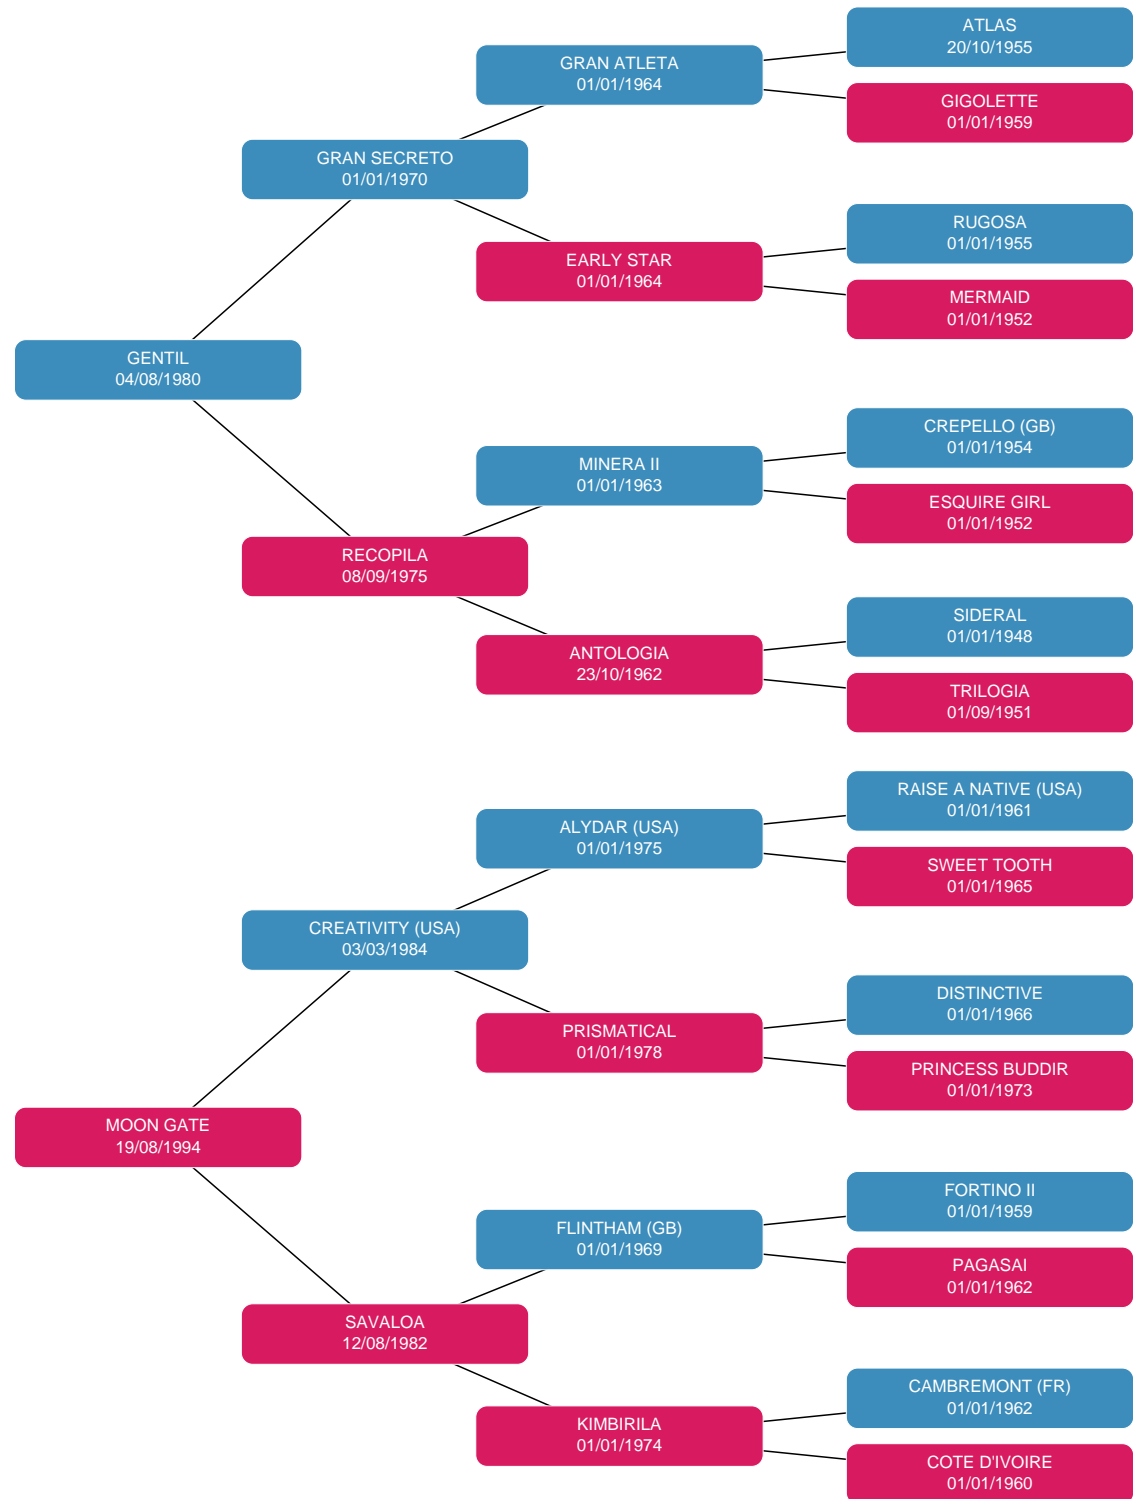 ATLAS
20/10/1955
GRAN ATLETA
01/01/1964
GIGOLETTE
01/01/1959
GRAN SECRETO
01/01/1970
RUGOSA
01/01/1955
EARLY STAR
01/01/1964
MERMAID
01/01/1952
GENTIL
04/08/1980
CREPELLO (GB)
01/01/1954
MINERA II
01/01/1963
ESQUIRE GIRL
01/01/1952
RECOPILA
08/09/1975
SIDERAL
01/01/1948
ANTOLOGIA
23/10/1962
TRILOGIA
01/09/1951
RAISE A NATIVE (USA)
01/01/1961
ALYDAR (USA)
01/01/1975
SWEET TOOTH
01/01/1965
CREATIVITY (USA)
03/03/1984
DISTINCTIVE
01/01/1966
PRISMATICAL
01/01/1978
PRINCESS BUDDIR
01/01/1973
MOON GATE
19/08/1994
FORTINO II
01/01/1959
FLINTHAM (GB)
01/01/1969
PAGASAI
01/01/1962
SAVALOA
12/08/1982
CAMBREMONT (FR)
01/01/1962
KIMBIRILA
01/01/1974
COTE D'IVOIRE
01/01/1960